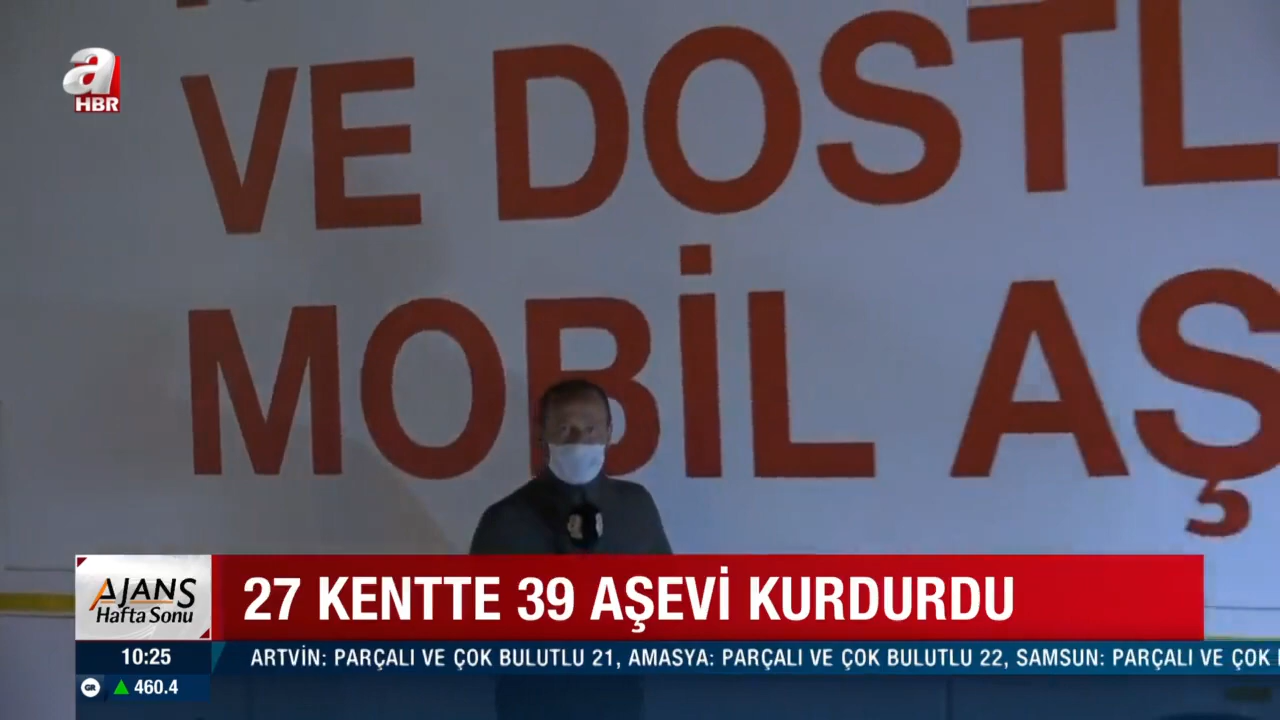 a
HBR
VE DOSTL
MOBİL AŞ
AJANS
Hafta Sonu
27 KENTTE 39 AŞEVİ KURDURDU
10:25
ARTVİN: PARÇALI VE ÇOK BULUTLU 21, AMASYA: PARÇALI VE ÇOK BULUTLU 22, SAMSUN: PARÇALI VE ÇOK
GR
460.4